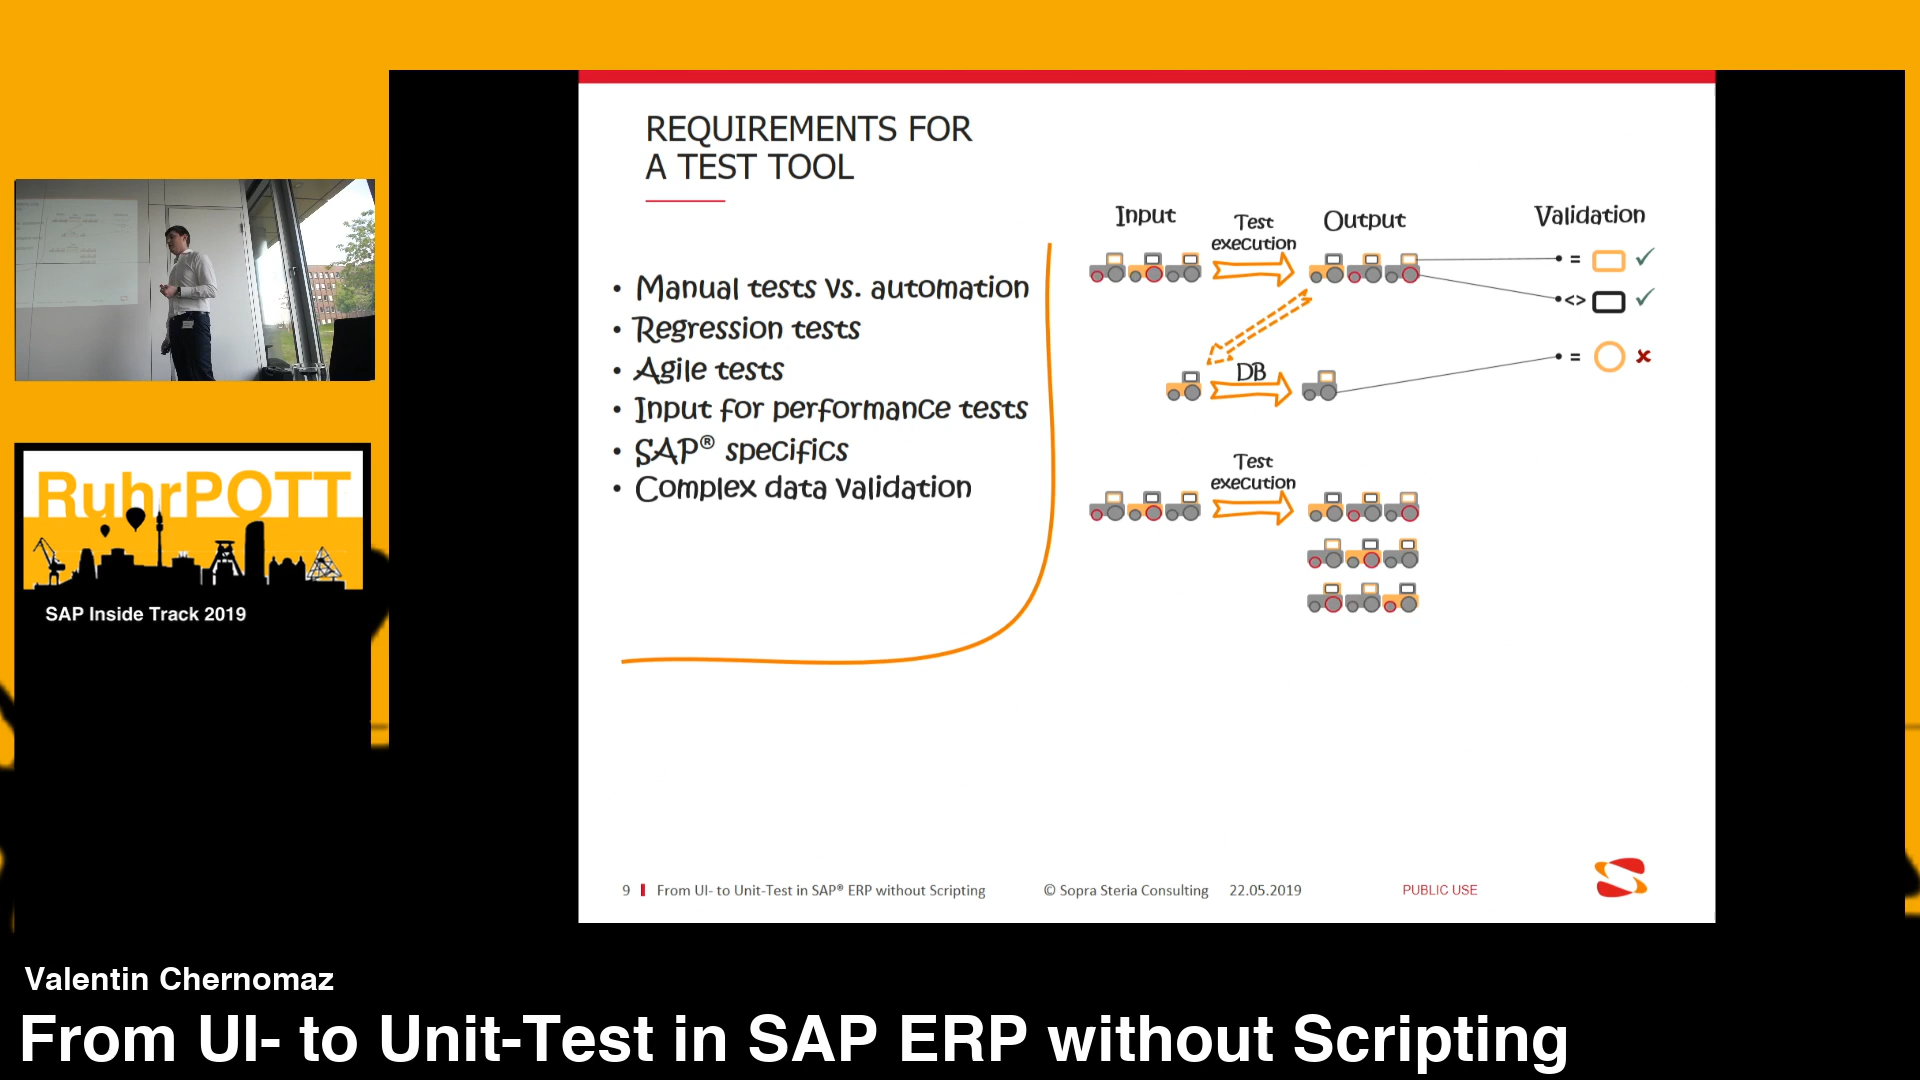 REQUIREMENTS FOR
A TEST TOOL
• Manual tests vs. automation
• Regression tests
• Agile tests
• Input for performance tests
• SAP® specifics
• Complex data validation
Input
Test
execution
Output
Validation
=
<>
=
DB
Test
execution
9 From UI- to Unit-Test in SAP® ERP without Scripting © Sopra Steria Consulting 22.05.2019 PUBLIC USE
RuhrPOTT
SAP Inside Track 2019
Valentin Chernomaz
From UI- to Unit-Test in SAP ERP without Scripting